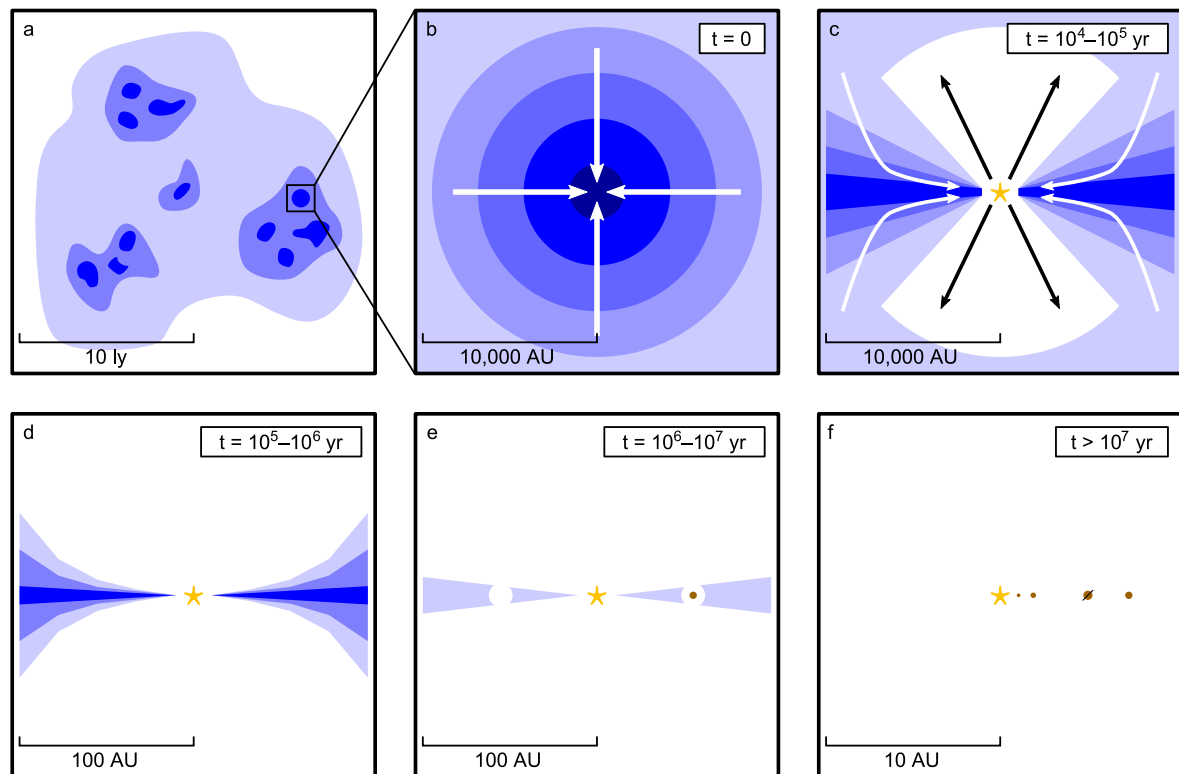 a
10 ly
b
t = 0
10,000 AU
c
t = 10⁴–10⁵ yr
10,000 AU
d
t = 10⁵–10⁶ yr
100 AU
e
t = 10⁶–10⁷ yr
100 AU
f
t > 10⁷ yr
10 AU